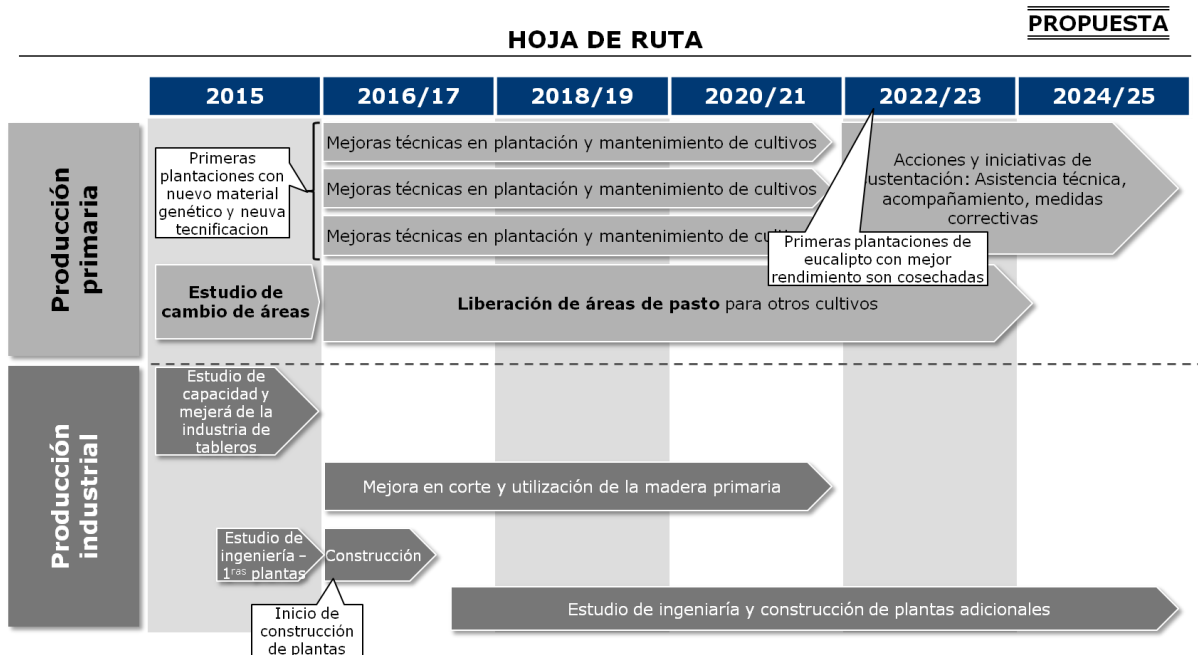 PROPUESTA
HOJA DE RUTA
2015
2016/17
2018/19
2020/21
2022/23
2024/25
Producción
primaria
Primeras
plantaciones con
nuevo material
genético y neuva
tecnificacion
Mejoras técnicas en plantación y mantenimiento de cultivos
Mejoras técnicas en plantación y mantenimiento de cultivos
Mejoras técnicas en plantación y mantenimiento de cultivo
Acciones y iniciativas de
ustentación: Asistencia técnica,
acompañamiento, medidas
correctivas
Primeras plantaciones de
eucalipto con mejor
rendimiento son cosechadas
Estudio de
cambio de áreas
Liberación de áreas de pasto para otros cultivos
Producción
industrial
Estudio de
capacidad y
mejerá de la
industria de
tableros
Mejora en corte y utilización de la madera primaria
Estudio de
ingeniería –
1ras plantas
Construcción
Inicio de
construcción
de plantas
Estudio de ingeniaría y construcción de plantas adicionales